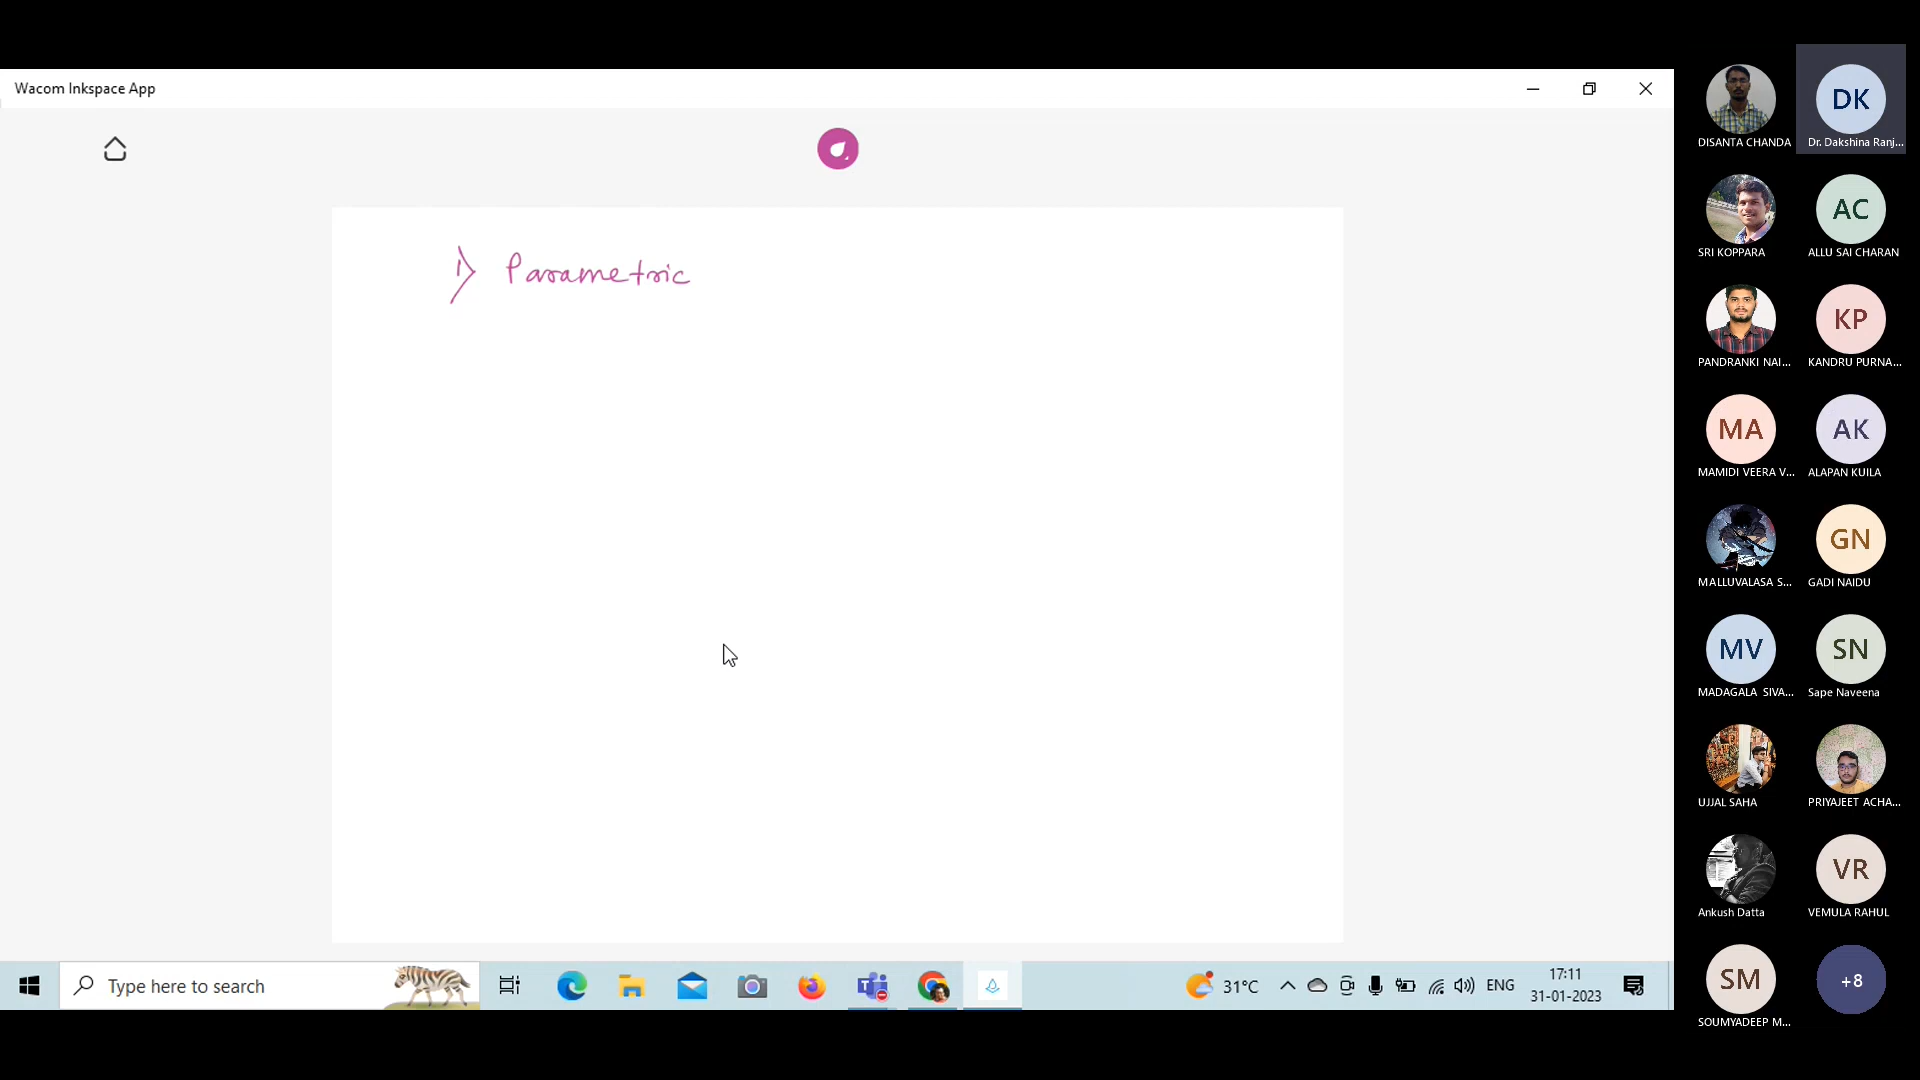 Wacom Inkspace App
1) Parametric
DISANTA CHANDA
DK
Dr. Dakshina Ranj...
SRI KOPPARA
AC
ALLU SAI CHARAN
PANDRANKI NAI...
KP
KANDRU PURNA...
MA
MAMIDI VEERA V...
AK
ALAPAN KUILA
MALLUVALASA S...
GN
GADI NAIDU
MV
MADAGALA SIVA...
SN
Sape Naveena
UJJAL SAHA
PRIYAJEET ACHA...
Ankush Datta
VR
VEMULA RAHUL
SM
SOUMYADEEP M...
+8
Type here to search
31°C
ENG
17:11
31-01-2023